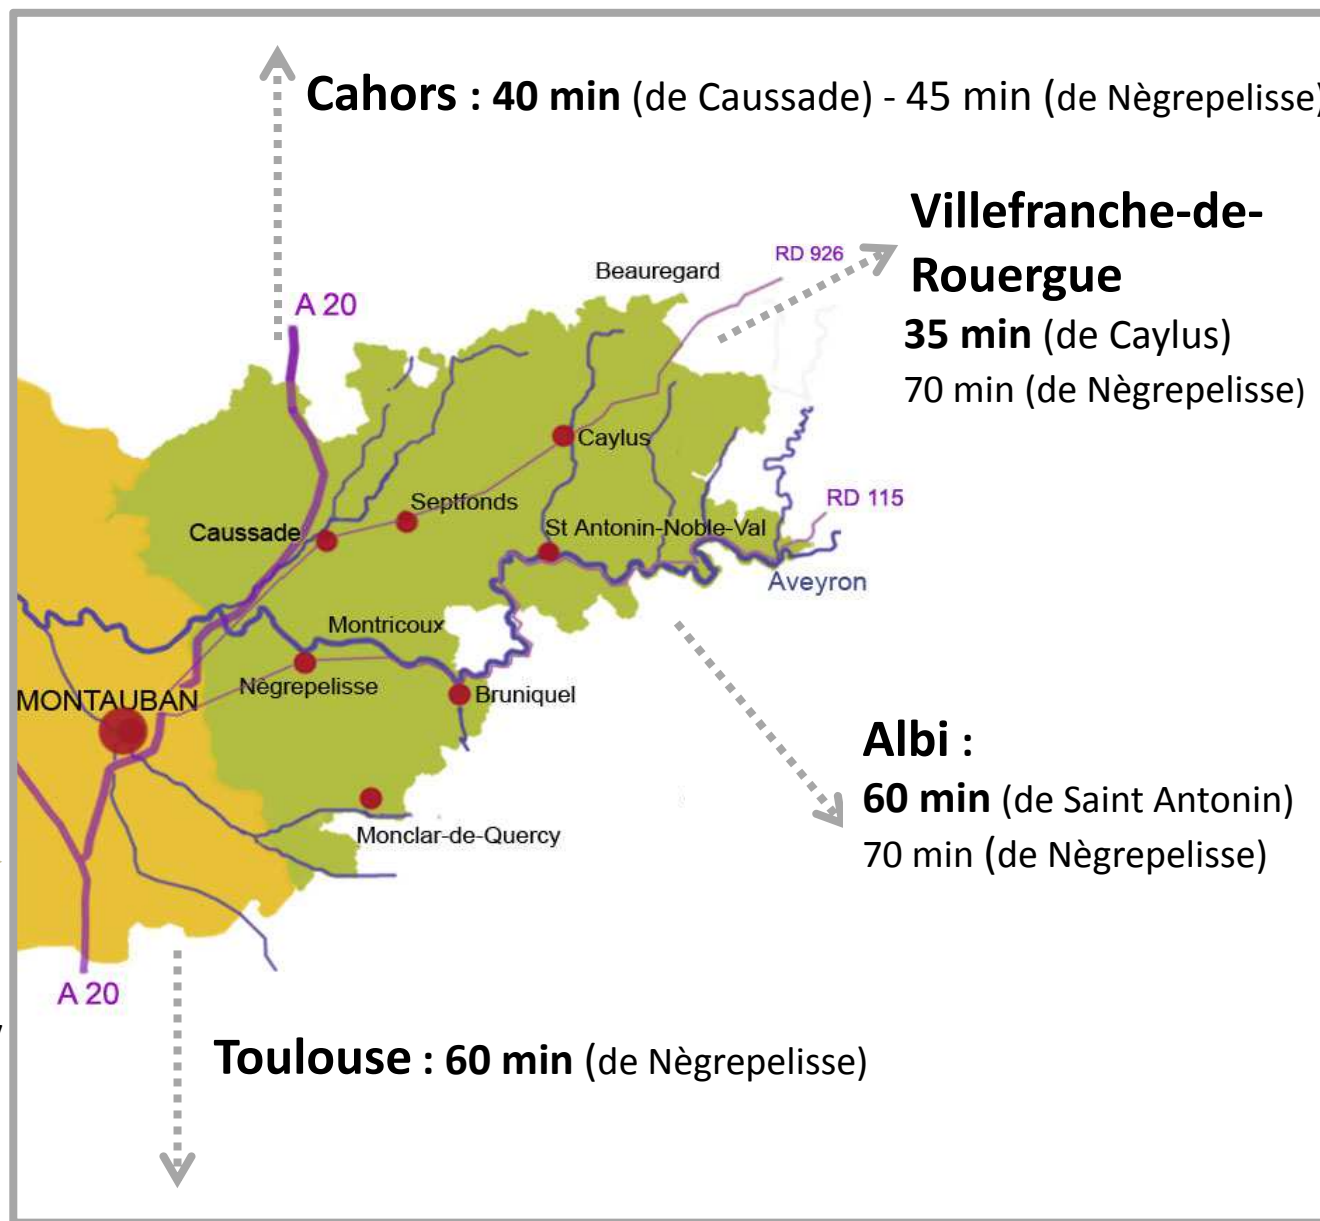 Cahors : 40 min (de Caussade) - 45 min (de Nègrepelisse)
Villefranche-de-
Rouergue
35 min (de Caylus)
70 min (de Nègrepelisse)
RD 926
Beauregard
A 20
Caylus
Septfonds
RD 115
Caussade
St Antonin-Noble-Val
Aveyron
Montricoux
Nègrepelisse
MONTAUBAN
Bruniquel
Albi :
60 min (de Saint Antonin)
70 min (de Nègrepelisse)
Monclar-de-Quercy
A 20
Toulouse : 60 min (de Nègrepelisse)